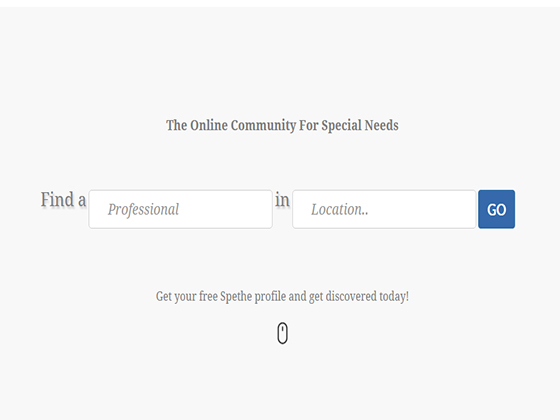 The Online Community For Special Needs
Find a Professional in Location.. GO
Get your free Spethe profile and get discovered today!